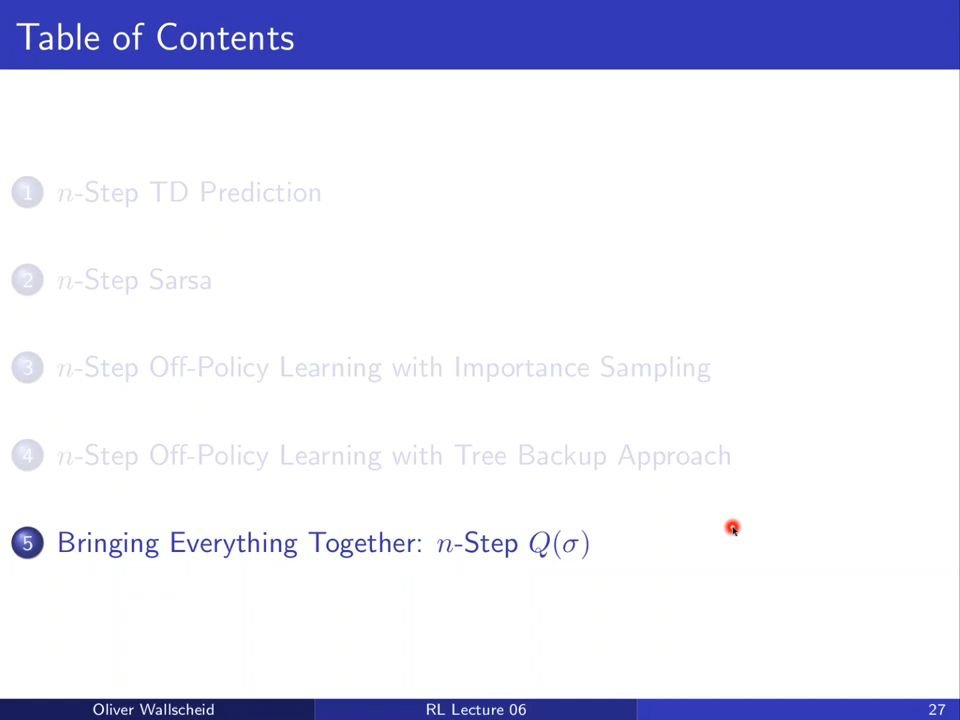 Table of Contents
1 n-Step TD Prediction
2 n-Step Sarsa
3 n-Step Off-Policy Learning with Importance Sampling
4 n-Step Off-Policy Learning with Tree Backup Approach
5 Bringing Everything Together: n-Step Q(σ)
Oliver Wallscheid RL Lecture 06 27